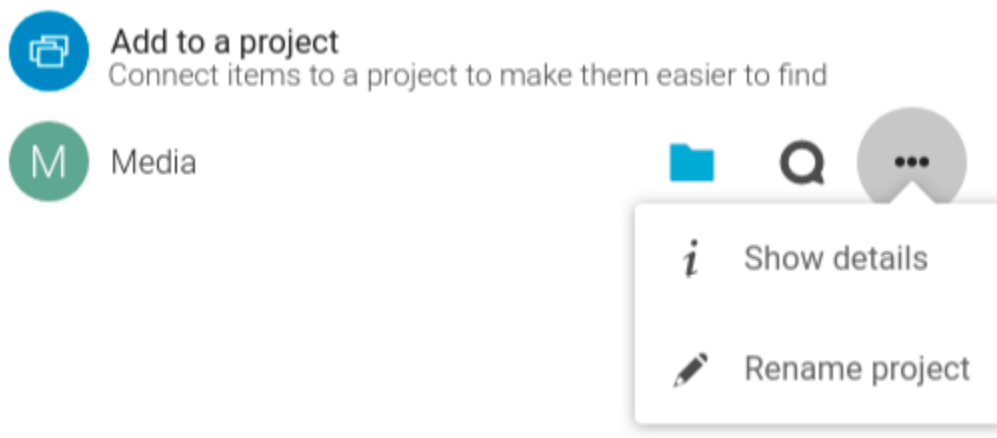 Add to a project
Connect items to a project to make them easier to find
M Media
Show details
Rename project